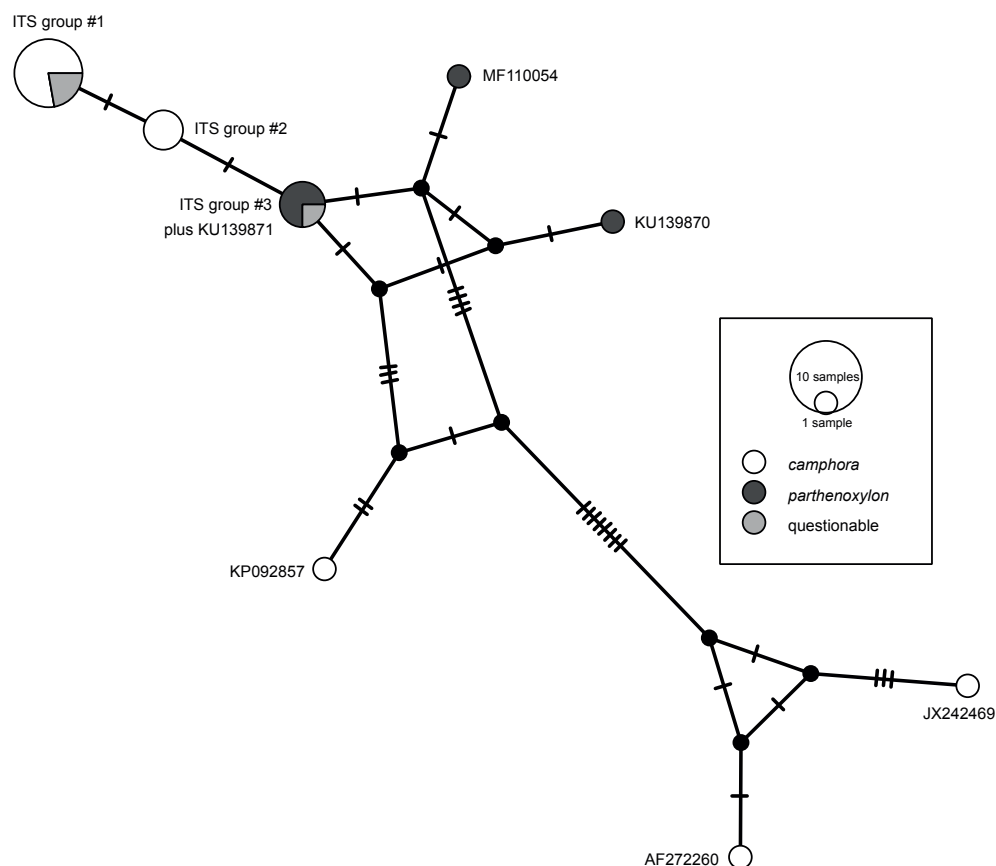 ITS group #1
MF110054
ITS group #2
ITS group #3
plus KU139871
KU139870
10 samples
1 sample
camphora
parthenoxylon
questionable
KP092857
JX242469
AF272260